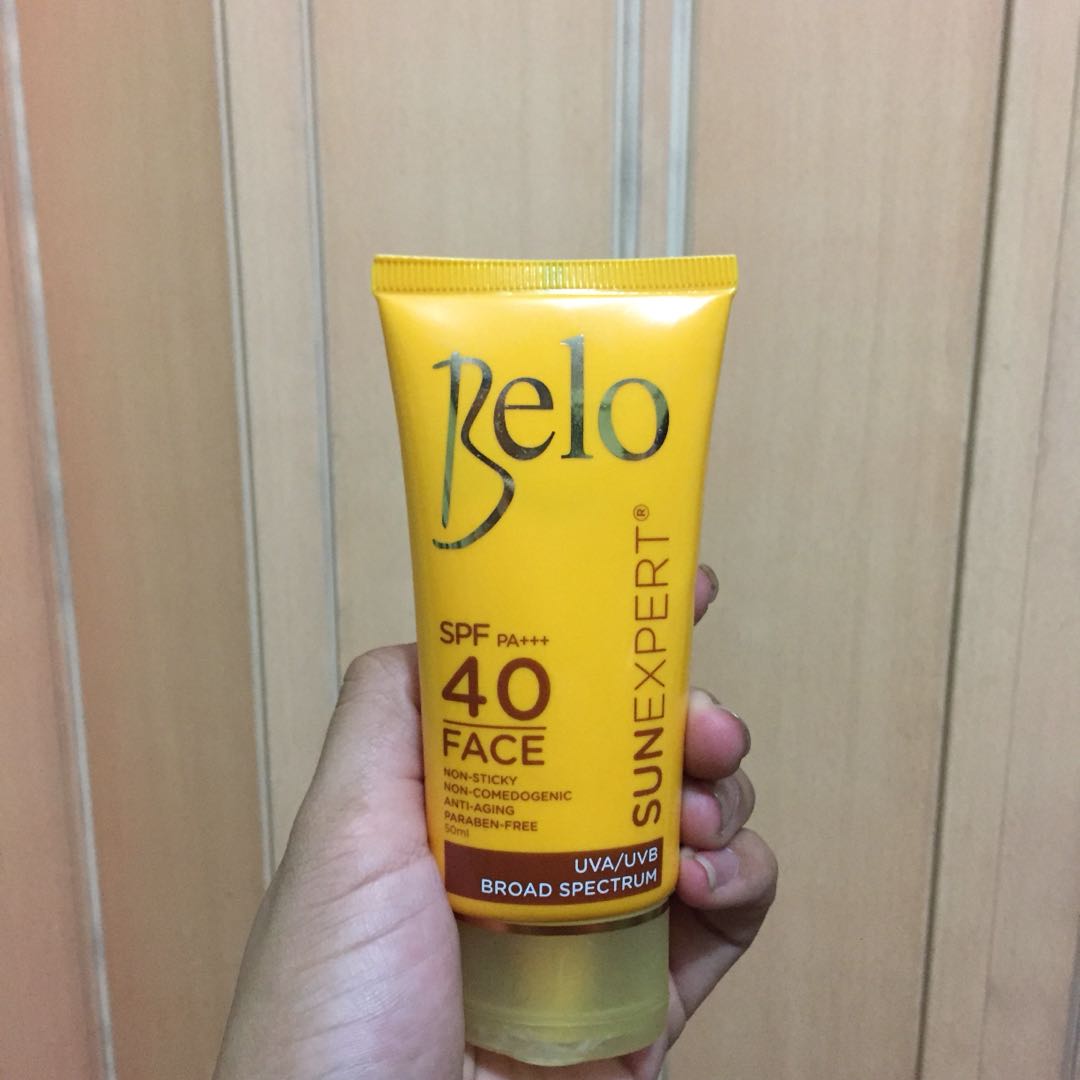 Belo
SPF PA+++
40
FACE
NON-STICKY
NON-COMEDOGENIC
ANTI-AGING
PARABEN-FREE
50ml
SUNEXPERT®
UVA/UVB
BROAD SPECTRUM